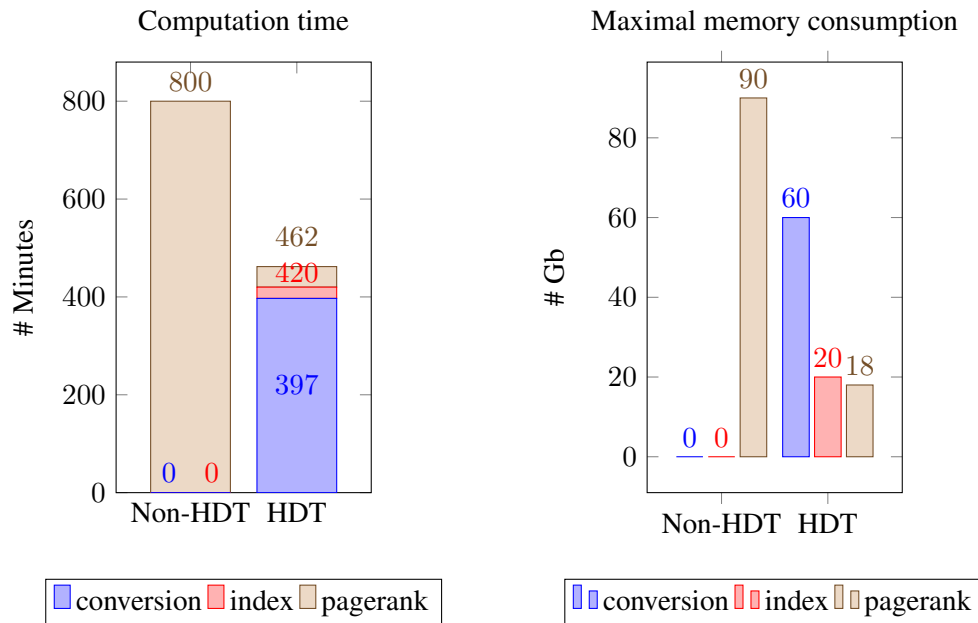 Computation time
800
600
400
200
0
# Minutes
800
462
420
397
0 0
Non-HDT HDT
conversion index pagerank
Maximal memory consumption
80
60
40
20
0
# Gb
90
60
20
18
0 0
Non-HDT HDT
conversion index pagerank